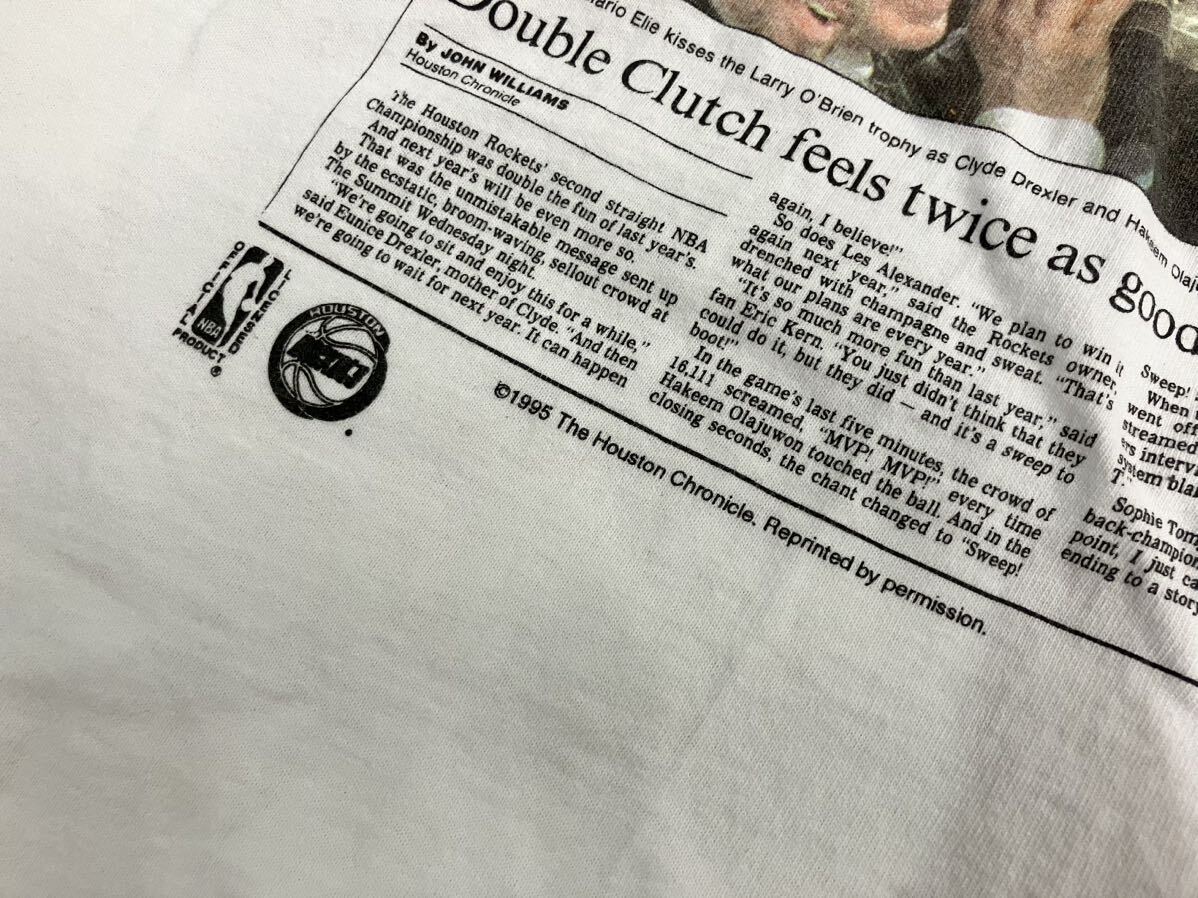 Mario Elie kisses the Larry O'Brien trophy as Clyde Drexler and Hakeem
Double Clutch feels twice as good
By JOHN WILLIAMS
Houston Chronicle
The Houston Rockets' second straight NBA
Championship was double the fun of last year's.
And next year's will be even more so.
That was the unmistakable message sent up
by the ecstatic, broom-waving, sellout crowd at
The Summit Wednesday night.
"We're going to sit and enjoy this for a while,"
said Eunice Drexler, mother of Clyde. "And then
we're going to wait for next year. It can happen
again, I believe!"
So does Les Alexander. "We plan to win it
again next year," said the Rockets owner,
drenched with champagne and sweat. "That's
what our plans are every year."
"It's so much more fun than last year," said
fan Eric Kern. "You just didn't think that they
could do it, but they did — and it's a sweep to
boot!"
In the game's last five minutes, the crowd of
16,111 screamed, "MVP! MVP!" every time
Hakeem Olajuwon touched the ball. And in the
closing seconds, the chant changed to "Sweep!
Sweep!
When
went off
streamed
system
T."
Sophie
point, I just
ending to a story
OFFICIAL LICENSED
NBA
PRODUCT ®
HOUSTON
ROCKETS
©1995 The Houston Chronicle. Reprinted by permission.